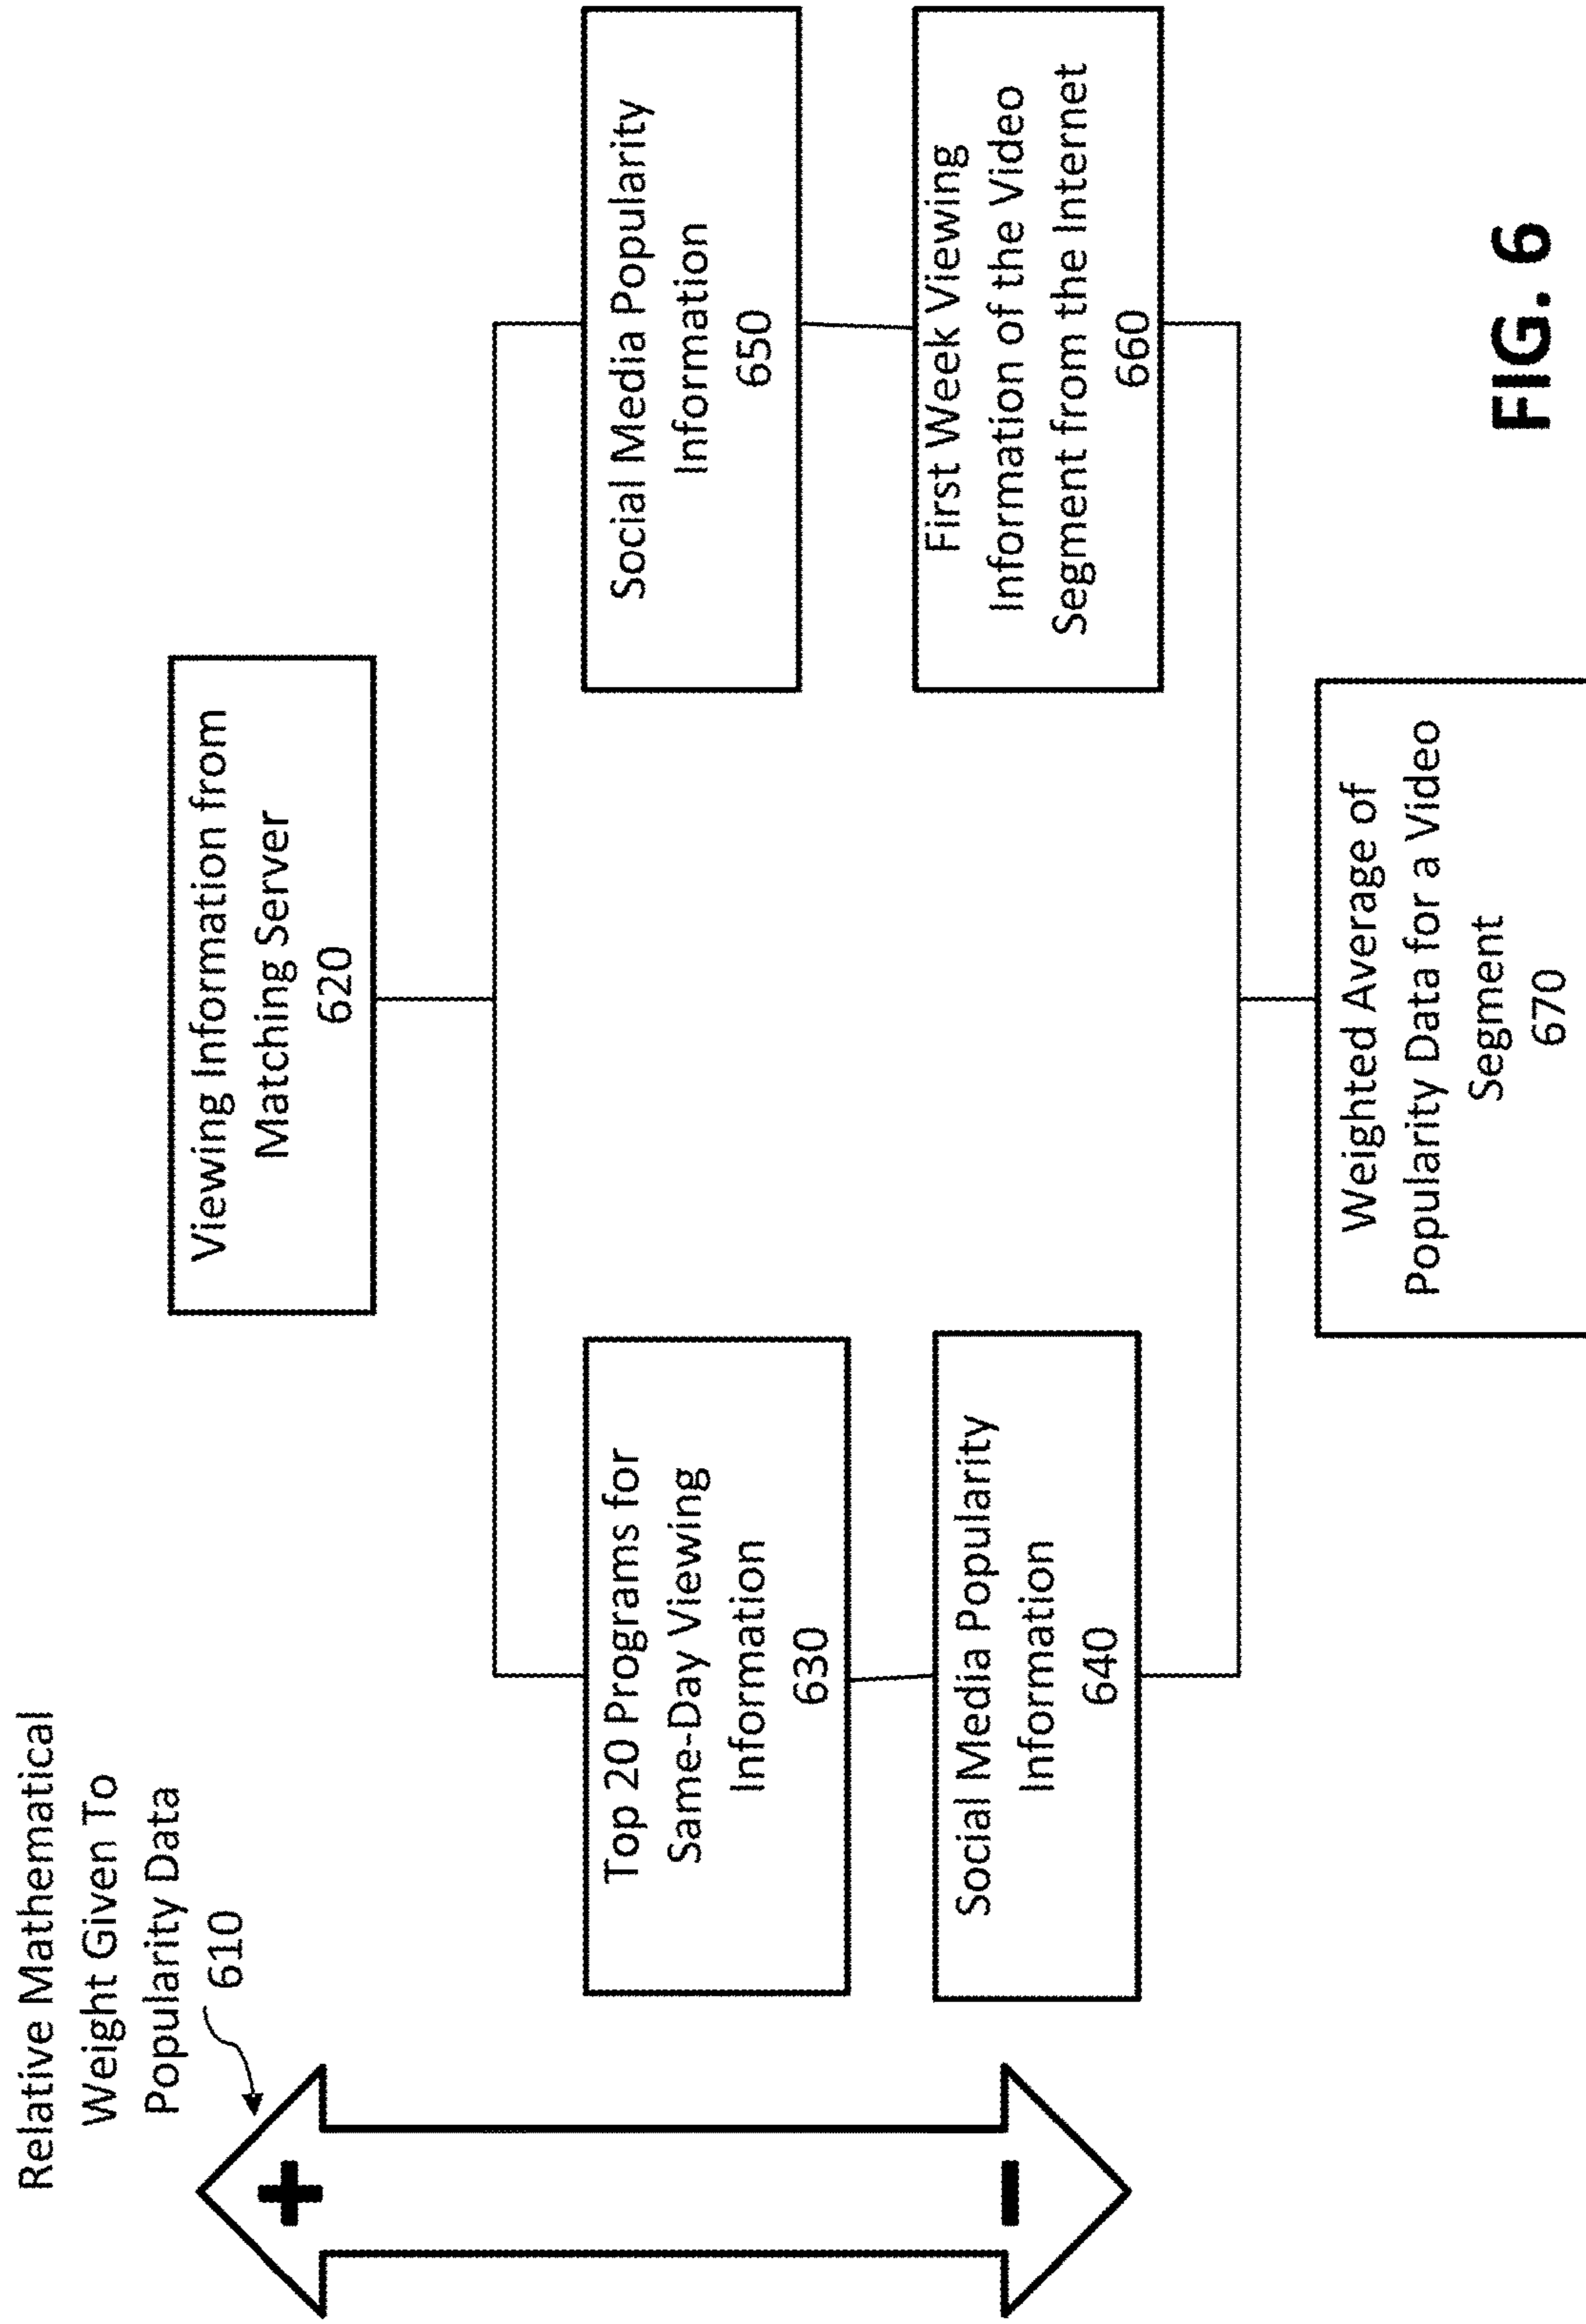 Relative Mathematical
Weight Given To
Popularity Data
610
+
−
Viewing Information from
Matching Server
620
Top 20 Programs for
Same-Day Viewing
Information
630
Social Media Popularity
Information
640
Social Media Popularity
Information
650
First Week Viewing
Information of the Video
Segment from the Internet
660
Weighted Average of
Popularity Data for a Video
Segment
670
FIG. 6